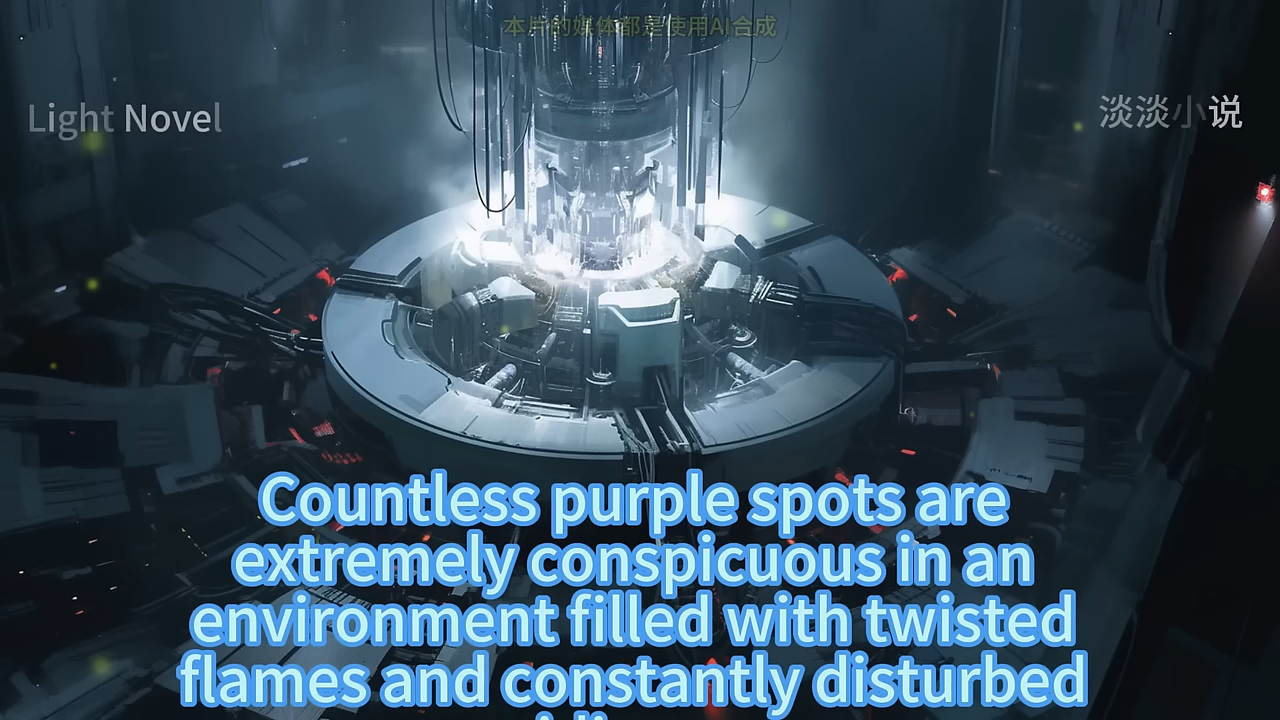 本片的媒体都是使用AI合成
Light Novel
淡淡小说
Countless purple spots are
extremely conspicuous in an
environment filled with twisted
flames and constantly disturbed